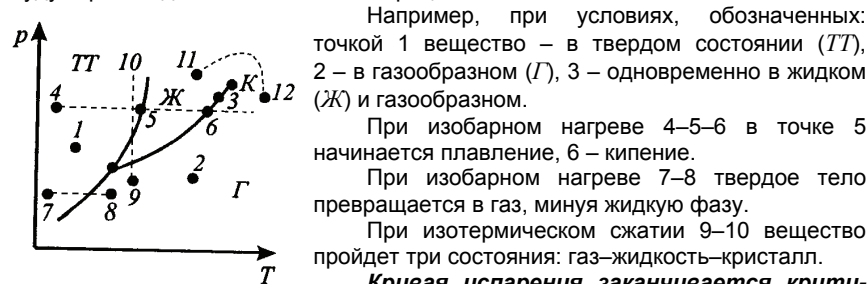 Например, при условиях, обозначенных:
точкой 1 вещество – в твердом состоянии (ТТ),
2 – в газообразном (Г), 3 – одновременно в жидком
(Ж) и газообразном.
При изобарном нагреве 4–5–6 в точке 5
начинается плавление, 6 – кипение.
При изобарном нагреве 7–8 твердое тело
превращается в газ, минуя жидкую фазу.
При изотермическом сжатии 9–10 вещество
пройдет три состояния: газ–жидкость–кристалл.
Кривая испарения заканчивается крити-
p
ТТ 10 11
К
4 Ж 3 12
5 6
1
2
7 8 9 Г
T